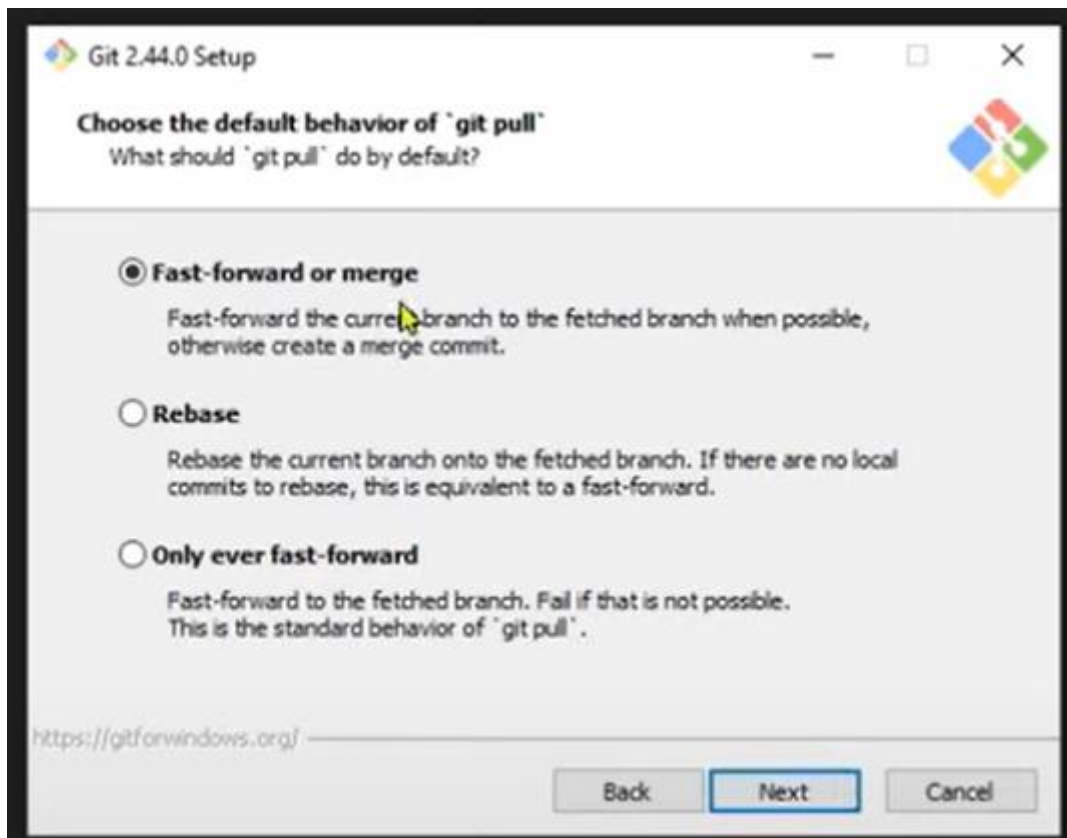 Git 2.44.0 Setup
Choose the default behavior of `git pull`
What should `git pull` do by default?
Fast-forward or merge
Fast-forward the current branch to the fetched branch when possible,
otherwise create a merge commit.
Rebase
Rebase the current branch onto the fetched branch. If there are no local
commits to rebase, this is equivalent to a fast-forward.
Only ever fast-forward
Fast-forward to the fetched branch. Fail if that is not possible.
This is the standard behavior of `git pull`.
https://gitforwindows.org/
Back Next Cancel